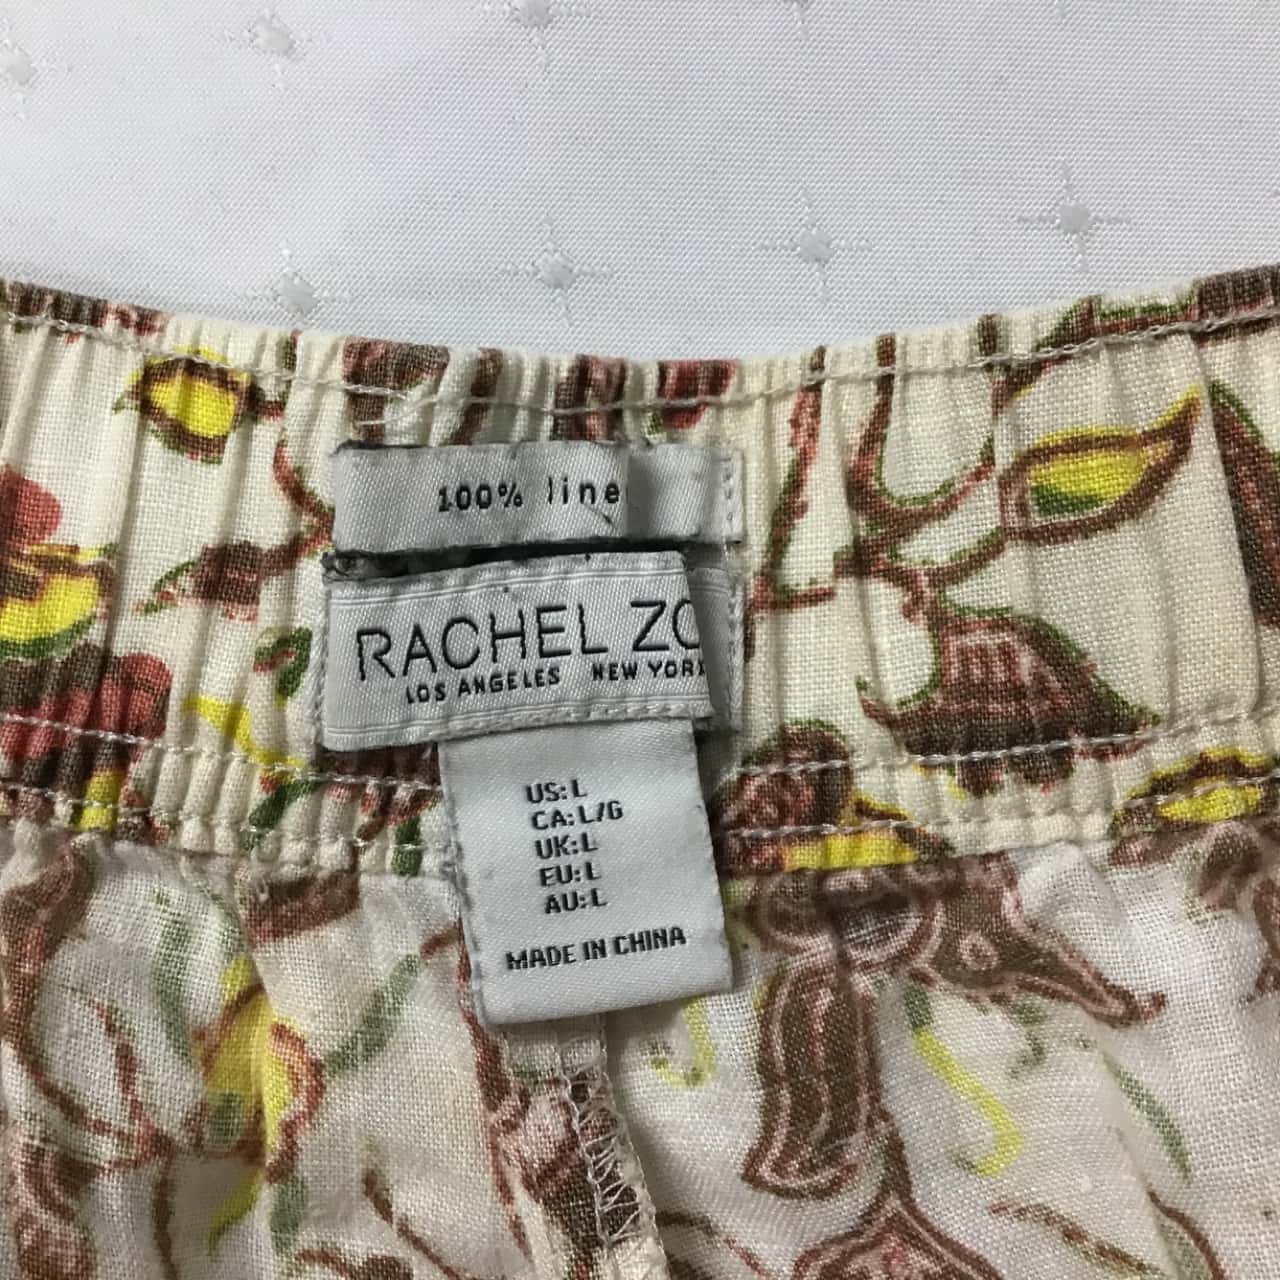 100% line
RACHEL ZO
LOS ANGELES NEW YORK
US: L
CA: L/G
UK: L
EU: L
AU: L
MADE IN CHINA